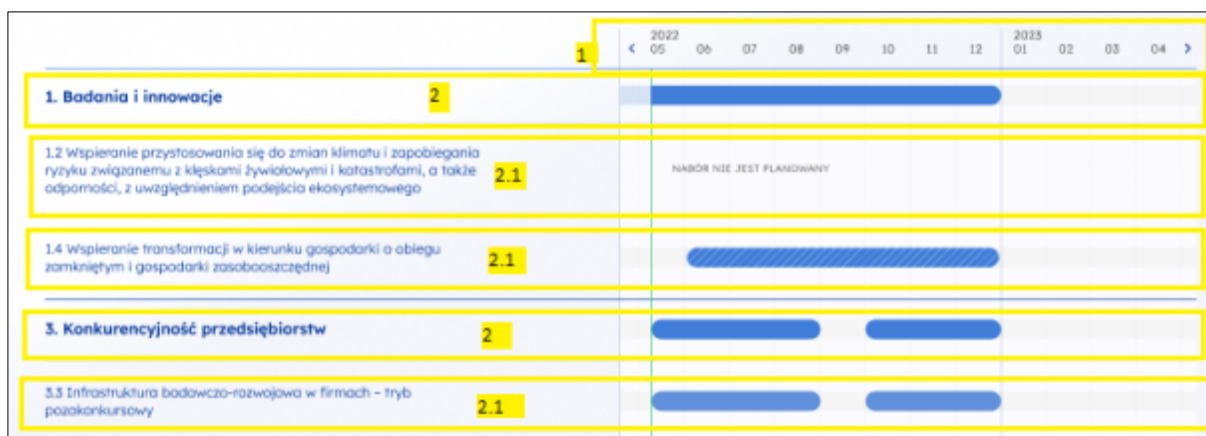 2022 2023
1 < 05 06 07 08 09 10 11 12 01 02 03 04 >
1. Badania i innowacje 2
1.2 Wspieranie przystosowania się do zmian klimatu i zapobiegania
ryzyku związanemu z klęskami żywiołowymi i katastrofami, a także
odporności, z uwzględnieniem podejścia ekosystemowego
2.1
NABÓR NIE JEST PLANOWANY
1.4 Wspieranie transformacji w kierunku gospodarki o obiegu
zamkniętym i gospodarki zasobooszczędnej
2.1
3. Konkurencyjność przedsiębiorstw 2
3.3 Infrastruktura badawczo-rozwojowa w firmach – tryb
pozakonkursowy
2.1